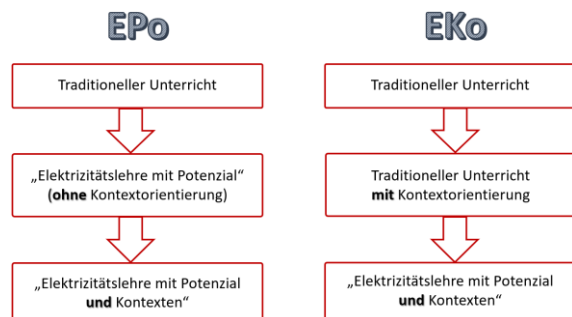 EPo
Traditioneller Unterricht
„Elektrizitätslehre mit Potenzial“
(ohne Kontextorientierung)
„Elektrizitätslehre mit Potenzial
und Kontexten“
EKo
Traditioneller Unterricht
Traditioneller Unterricht
mit Kontextorientierung
„Elektrizitätslehre mit Potenzial
und Kontexten“